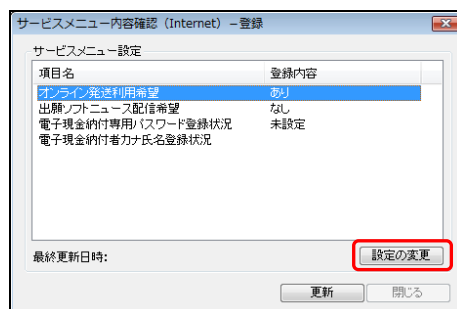 サービスメニュー内容確認（Internet）－登録
サービスメニュー設定
項目名 登録内容
オンライン発送利用希望 あり
出願ソフトニュース配信希望 なし
電子現金納付専用パスワード登録状況 未設定
電子現金納付者カナ氏名登録状況
最終更新日時: 設定の変更
更新 閉じる